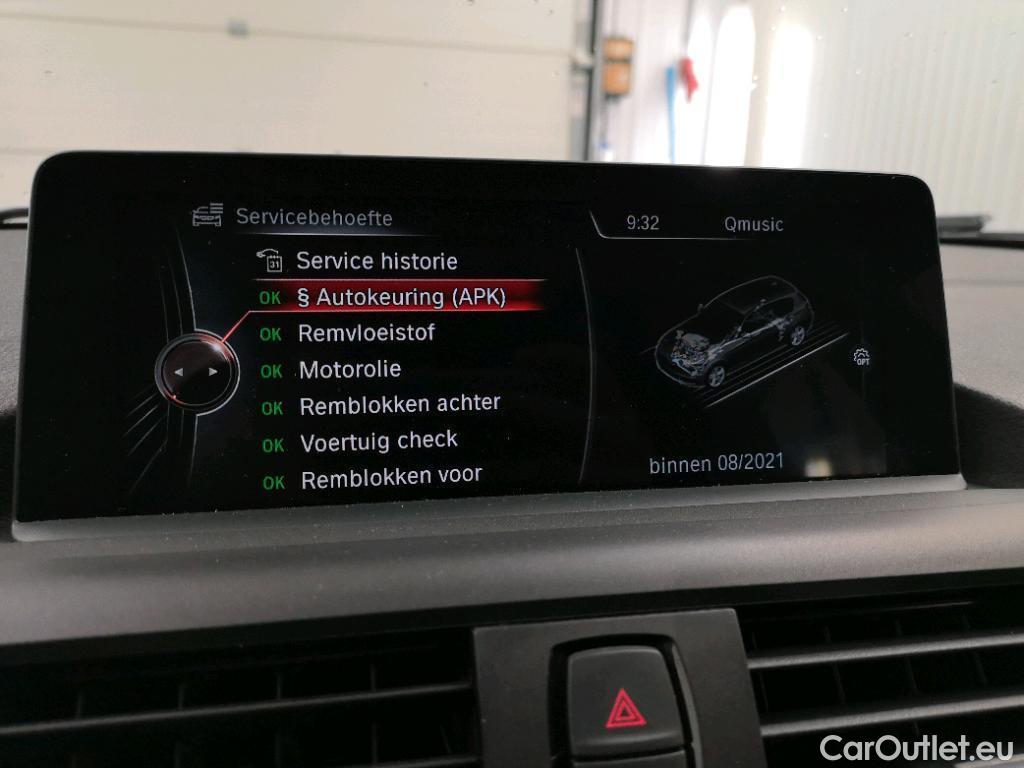 Servicebehoefte
9:32 Qmusic
31 Service historie
OK § Autokeuring (APK)
OK Remvloeistof
OK Motorolie
OK Remblokken achter
OK Voertuig check
OK Remblokken voor
OPT
binnen 08/2021
CarOutlet.eu